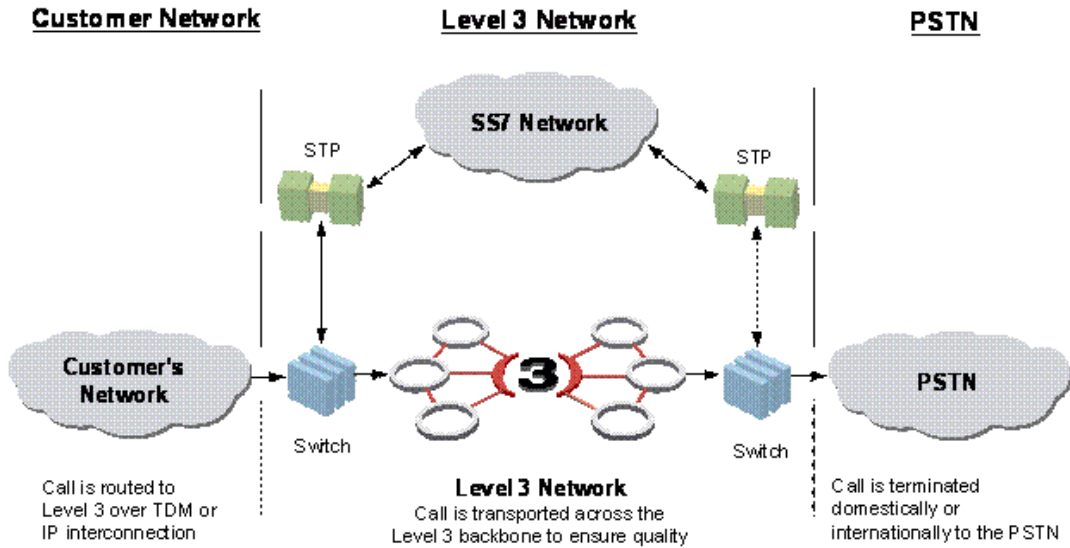 Customer Network
Level 3 Network
PSTN
SS7 Network
STP
STP
Customer's
Network
3
PSTN
Switch
Switch
Call is routed to
Level 3 over TDM or
IP interconnection
Level 3 Network
Call is transported across the
Level 3 backbone to ensure quality
Call is terminated
domestically or
internationally to the PSTN